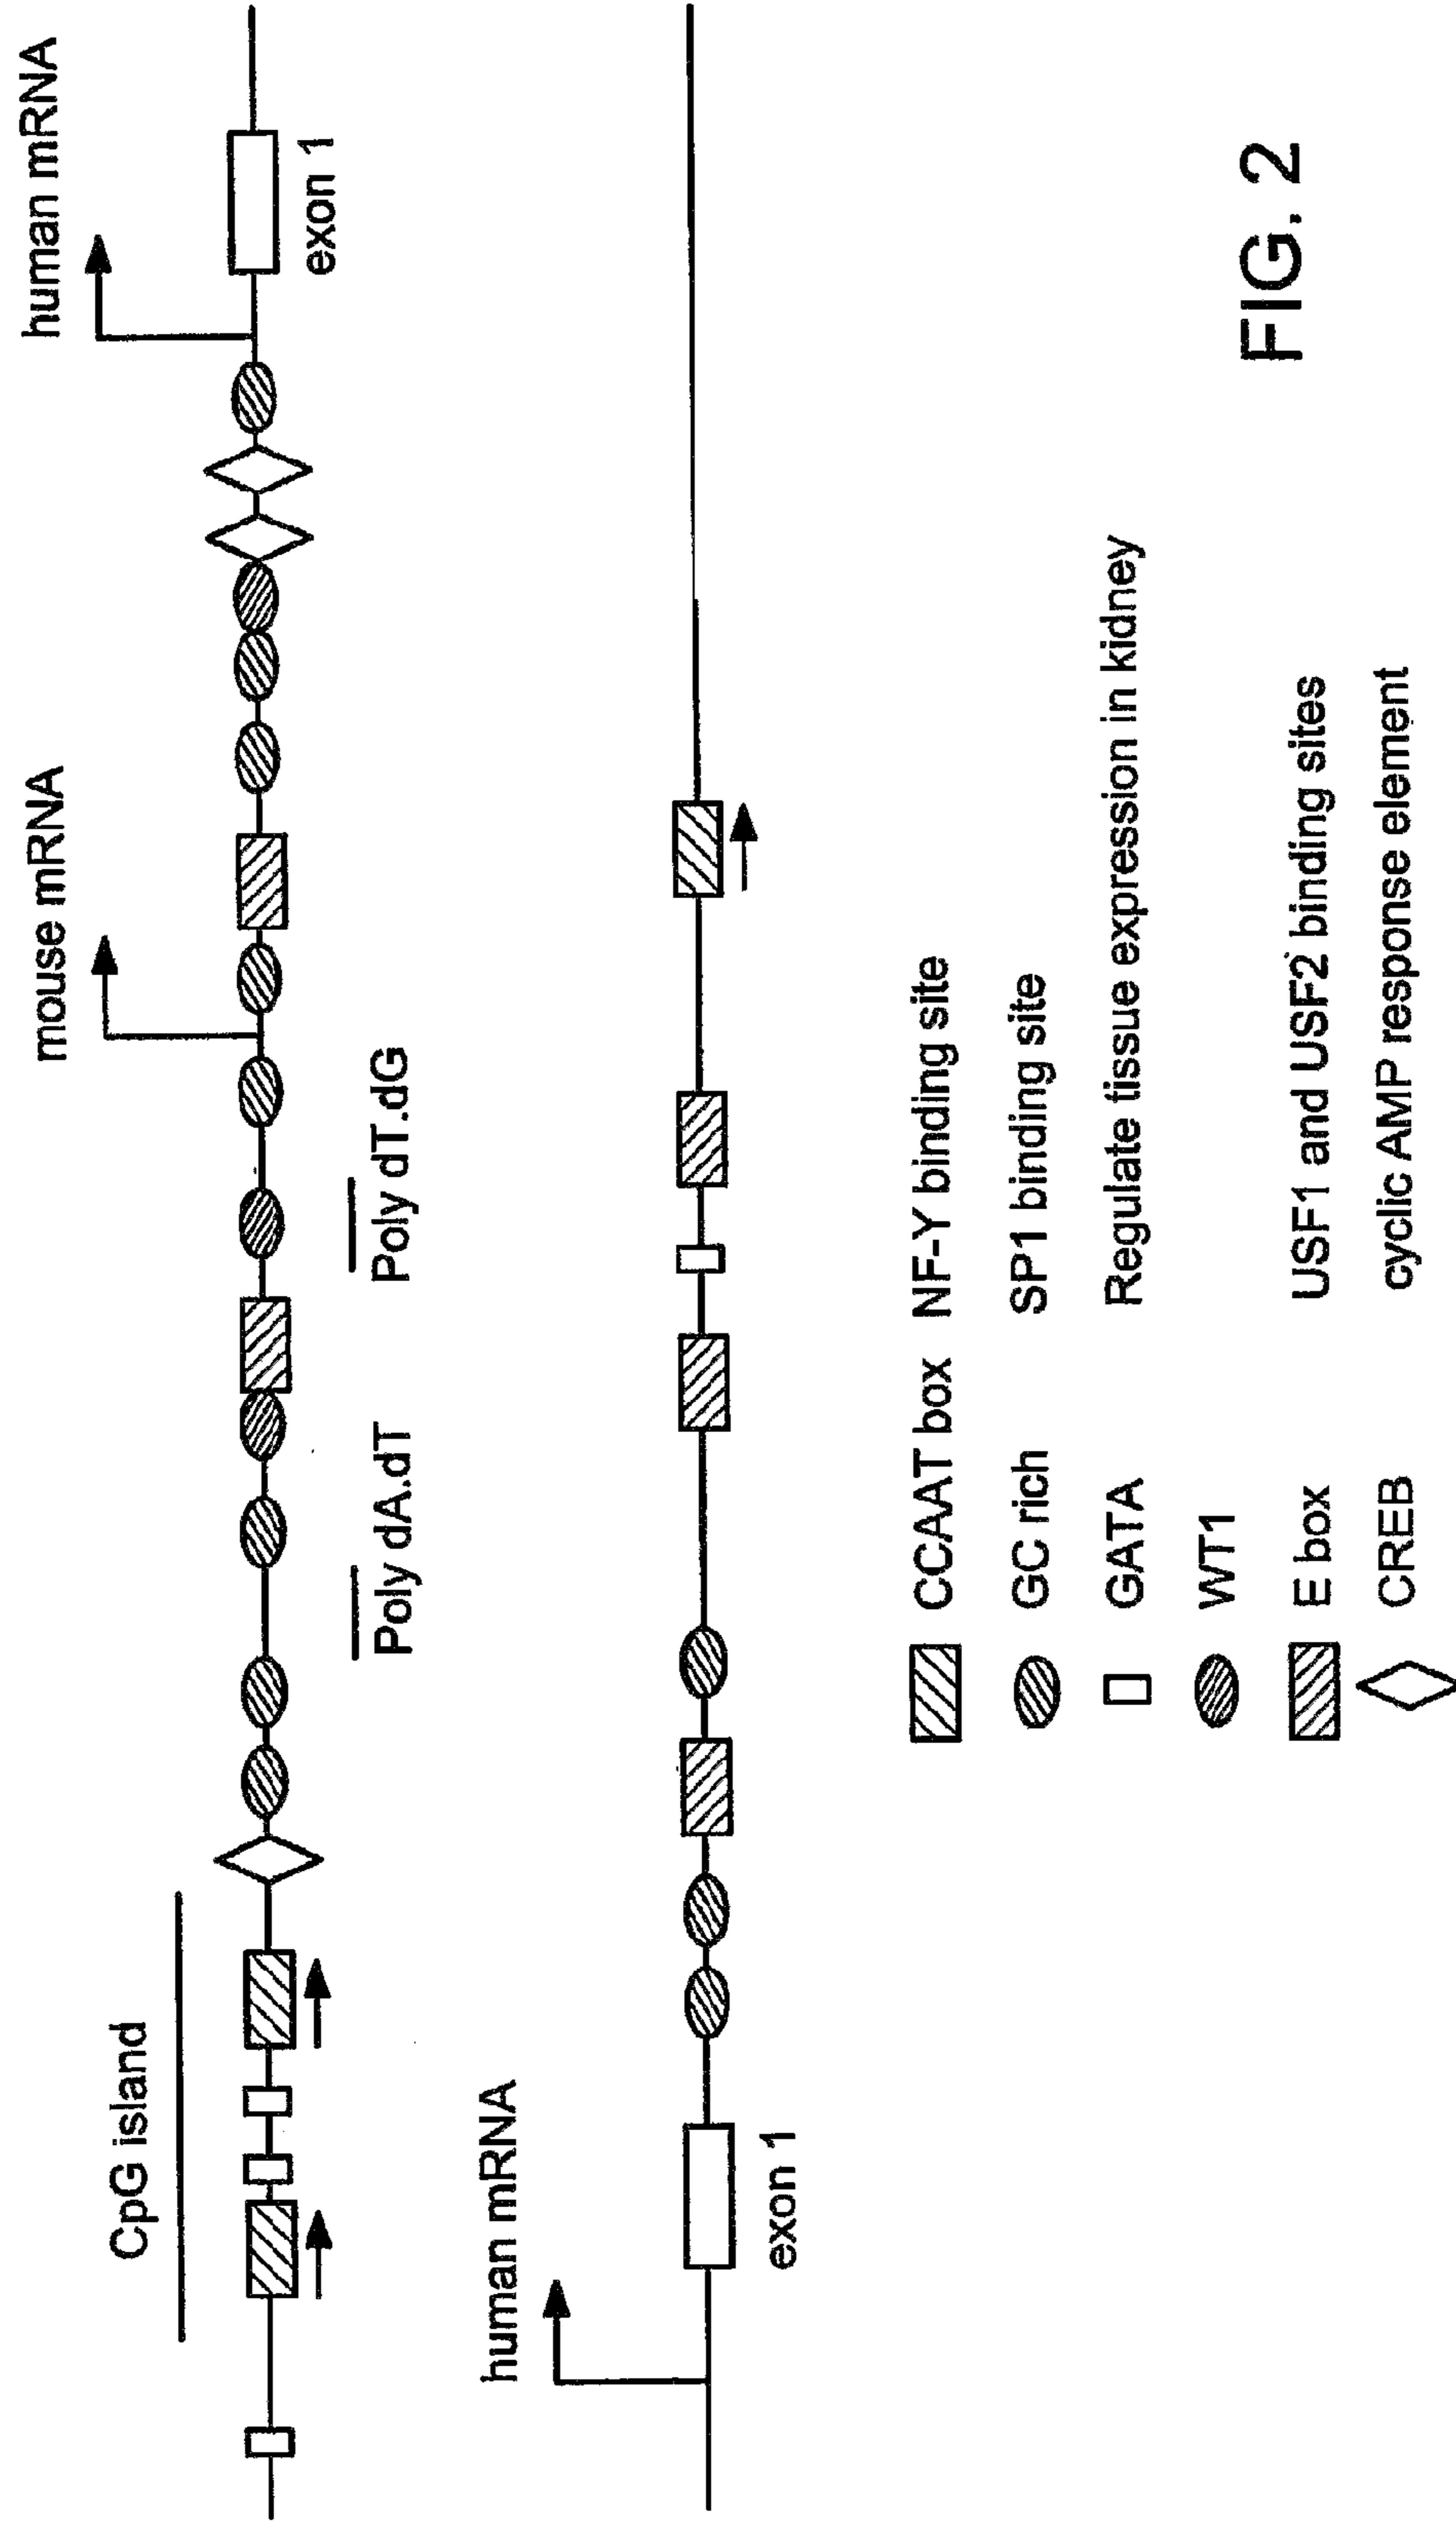 human mRNA
mouse mRNA
CpG island
exon 1
Poly dA.dT
Poly dT.dG
human mRNA
exon 1
CCAAT box NF-Y binding site
GC rich SP1 binding site
GATA Regulate tissue expression in kidney
WT1
E box USF1 and USF2 binding sites
CREB cyclic AMP response element
FIG. 2